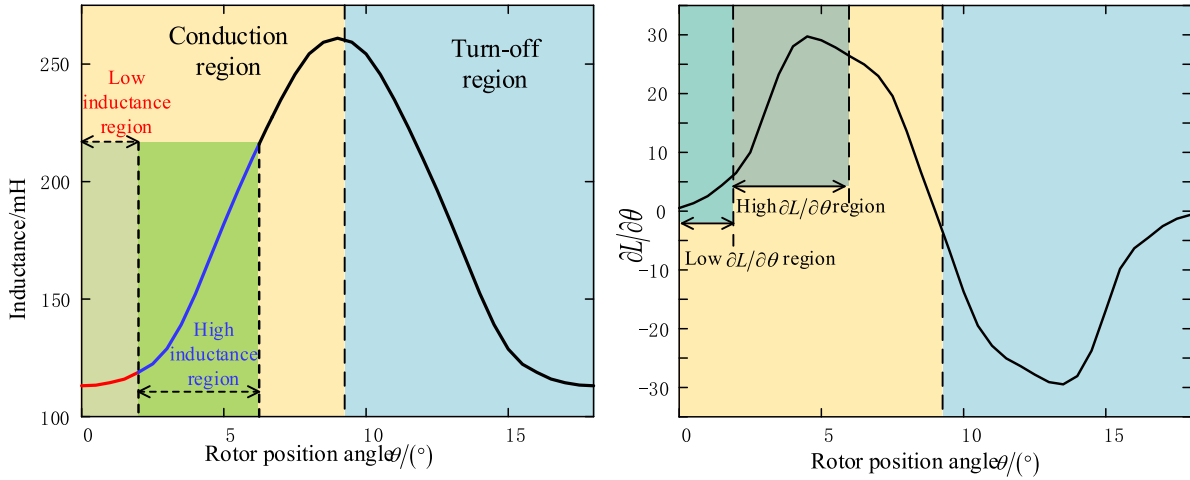 Conduction
region
Turn-off
region
Low
inductance
region
High
inductance
region
250
200
150
100
0
5
10
15
Inductance/mH
Rotor position angleθ/(°)
30
20
10
0
-10
-20
-30
∂L/∂θ
High ∂L/∂θ region
Low ∂L/∂θ region
0
5
10
15
Rotor position angleθ/(°)